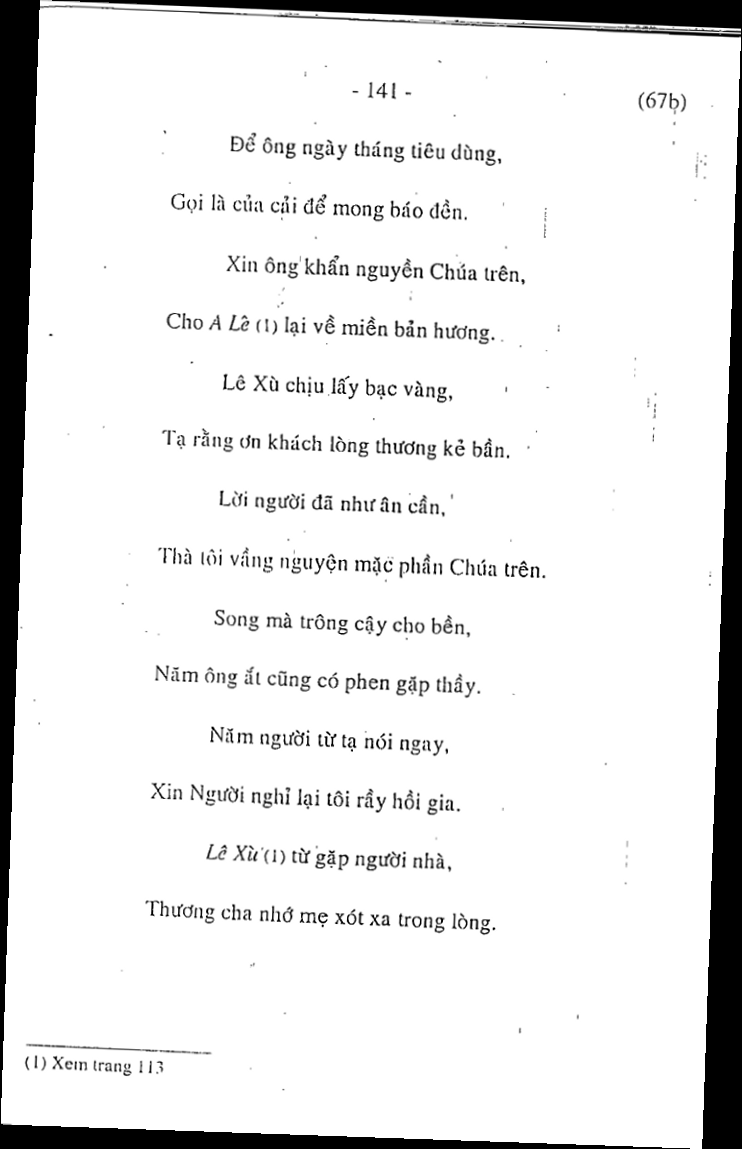 - 141 -
(67b)
Để ông ngày tháng tiêu dùng,
Gọi là của cải để mong báo đền.
Xin ông khẩn nguyền Chúa trên,
Cho A Lê (1) lại về miền bản hương.
Lê Xù chịu lấy bạc vàng,
Tạ rằng ơn khách lòng thương kẻ bần.
Lời người đã như ân cần,
Thà tôi vầng nguyện mặc phần Chúa trên.
Song mà trông cậy cho bền,
Năm ông ắt cũng có phen gặp thầy.
Năm người từ tạ nói ngay,
Xin Người nghỉ lại tôi rầy hồi gia.
Lê Xù (1) từ gặp người nhà,
Thương cha nhớ mẹ xót xa trong lòng.
(1) Xem trang 113